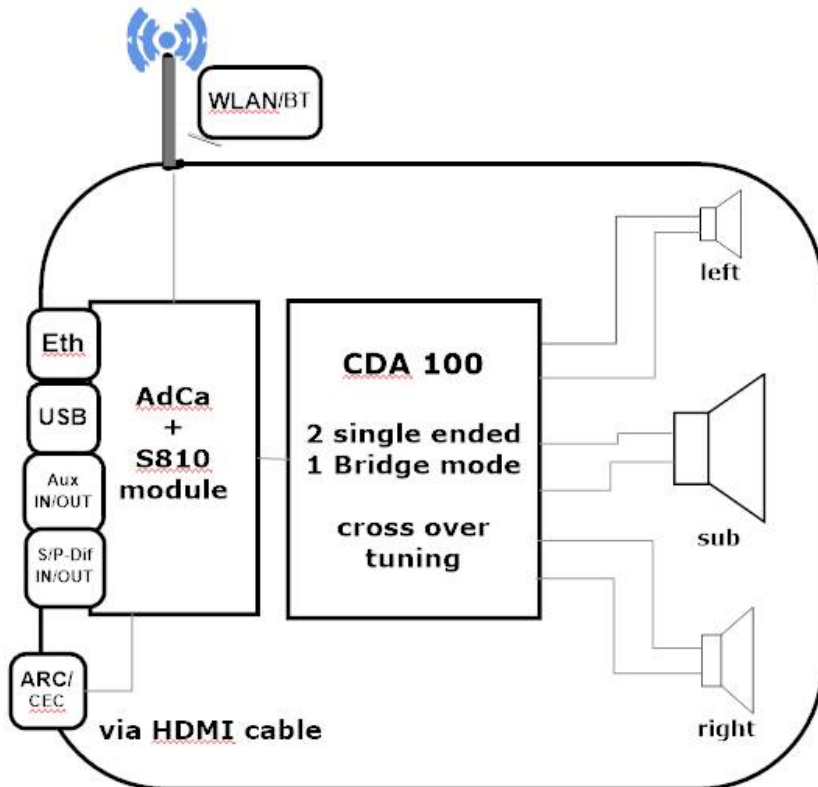 WLAN/BT
left
Eth
USB
Aux
IN/OUT
S/P-Dif
IN/OUT
AdCa
+
S810
module
CDA 100
2 single ended
1 Bridge mode
cross over
tuning
sub
ARC/
CEC
via HDMI cable
right